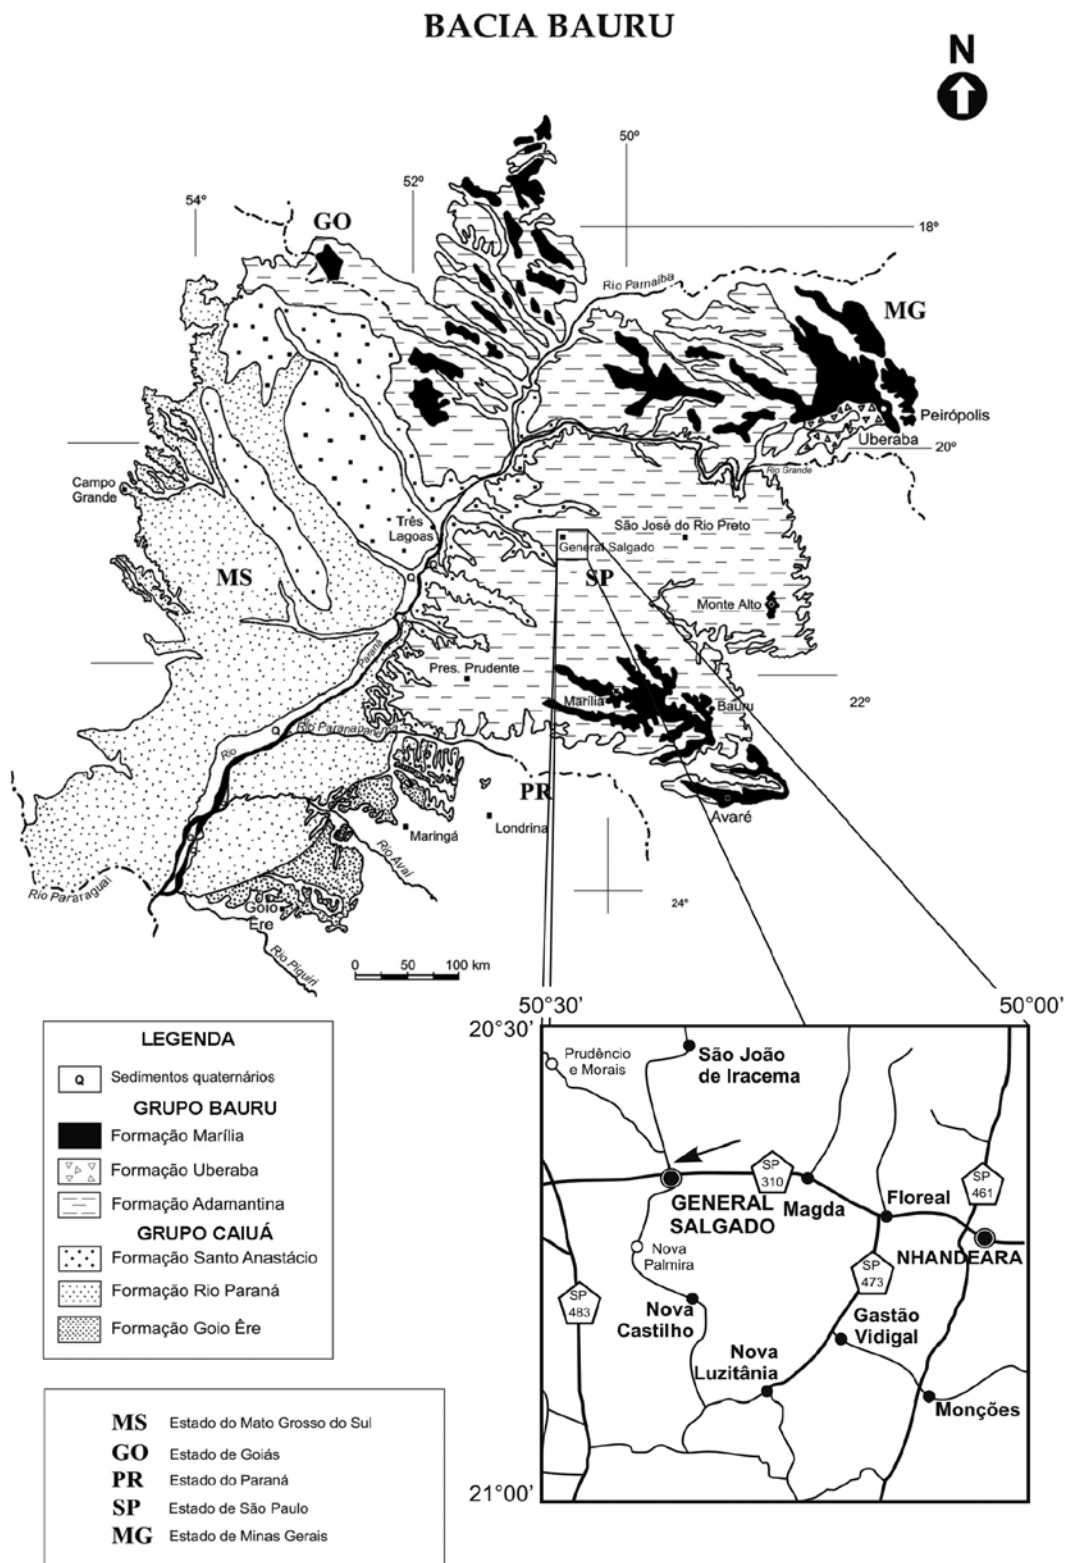 BACIA BAURU
N
50º
52º
54º
GO
18º
Rio Parnaíba
MG
Peirópolis
Uberaba
20º
Rio Grande
Campo
Grande
Três
Lagoas
São José do Rio Preto
General Salgado
MS
SP
Monte Alto
Paraná
Pres. Prudente
Marília
Bauru
22º
Q
Q
Q
Rio Paranapanema
Rio
PR
Avaré
Londrina
Maringá
Rio Avaí
Rio Pararaguai
Goio
Ere
24º
Rio Piquiri
0 50 100 km
50°30’ 50°00’
20°30’
Prudêncio
e Morais
São João
de Iracema
SP
310
GENERAL
SALGADO
Magda
Floreal
SP
461
NHANDEARA
Nova
Palmira
SP
473
SP
483
Nova
Castilho
Gastão
Vidigal
Nova
Luzitânia
Monções
21°00’
LEGENDA
Q Sedimentos quaternários
GRUPO BAURU
Formação Marília
Formação Uberaba
Formação Adamantina
GRUPO CAIUÁ
Formação Santo Anastácio
Formação Rio Paraná
Formação Goio Êre
MS Estado do Mato Grosso do Sul
GO Estado de Goiás
PR Estado do Paraná
SP Estado de São Paulo
MG Estado de Minas Gerais